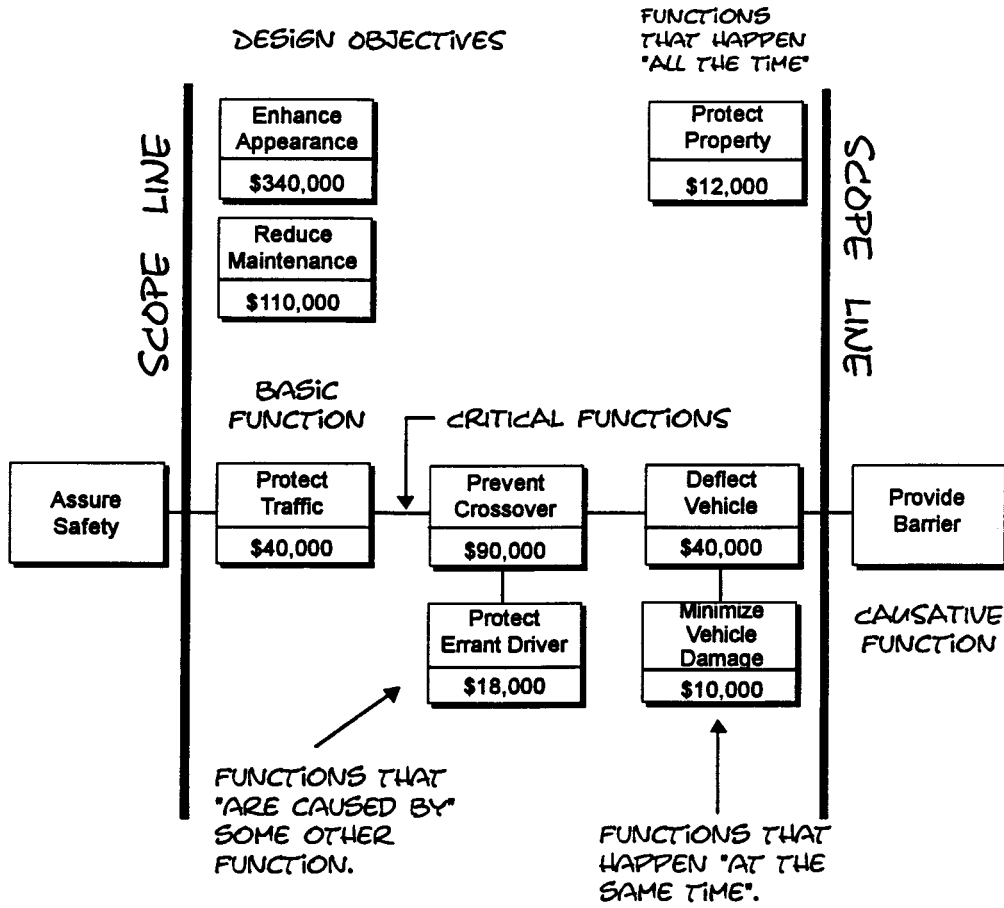 DESIGN OBJECTIVES
FUNCTIONS
THAT HAPPEN
"ALL THE TIME"
SCOPE LINE
Enhance
Appearance
$340,000
Reduce
Maintenance
$110,000
Protect
Property
$12,000
SCOPE LINE
BASIC
FUNCTION
CRITICAL FUNCTIONS
Assure
Safety
Protect
Traffic
$40,000
Prevent
Crossover
$90,000
Deflect
Vehicle
$40,000
Provide
Barrier
Protect
Errant Driver
$18,000
Minimize
Vehicle
Damage
$10,000
CAUSATIVE
FUNCTION
FUNCTIONS THAT
"ARE CAUSED BY"
SOME OTHER
FUNCTION.
FUNCTIONS THAT
HAPPEN "AT THE
SAME TIME".